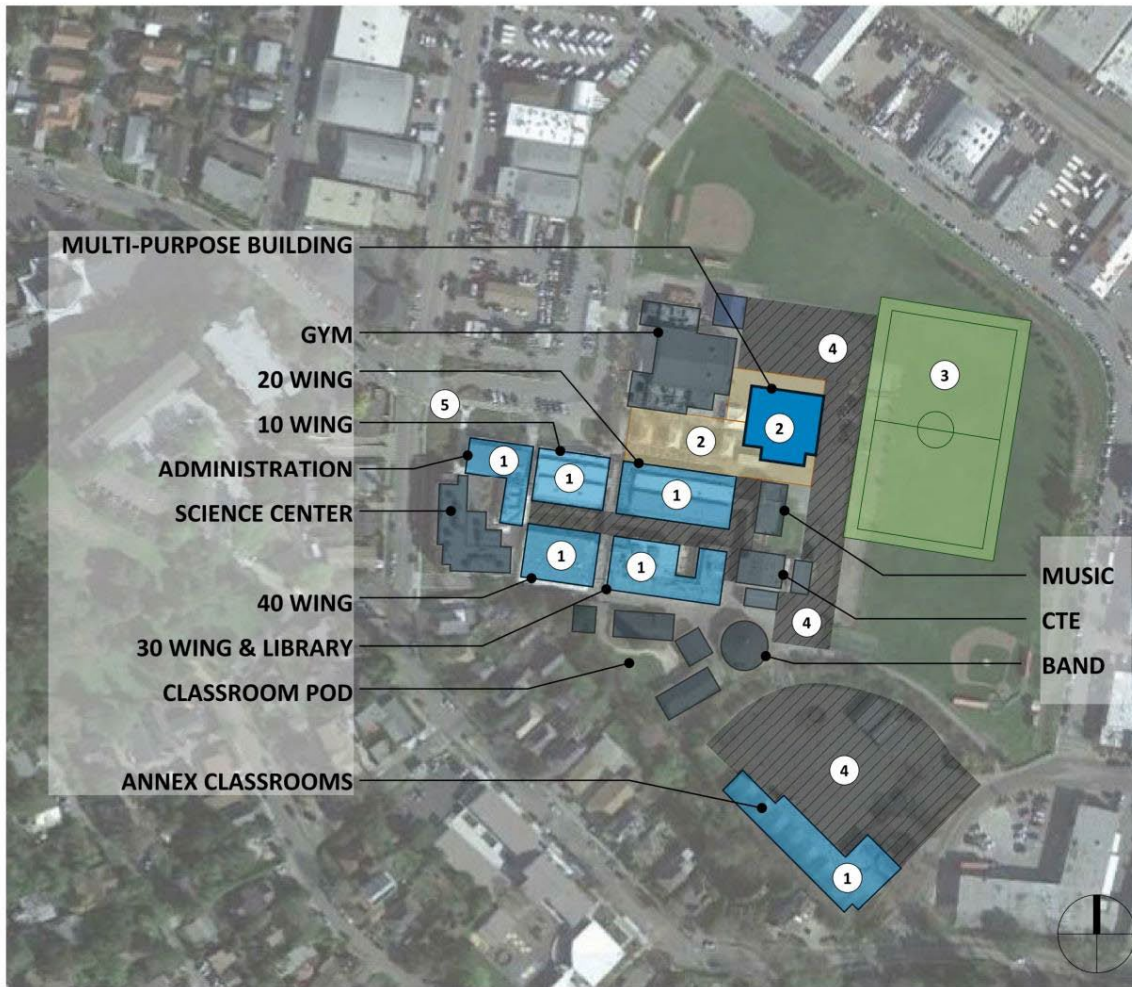 MULTI-PURPOSE BUILDING
GYM
20 WING
10 WING
ADMINISTRATION
SCIENCE CENTER
40 WING
30 WING & LIBRARY
CLASSROOM POD
ANNEX CLASSROOMS
4
3
2
2
5
1
1
1
1
1
4
4
1
MUSIC
CTE
BAND